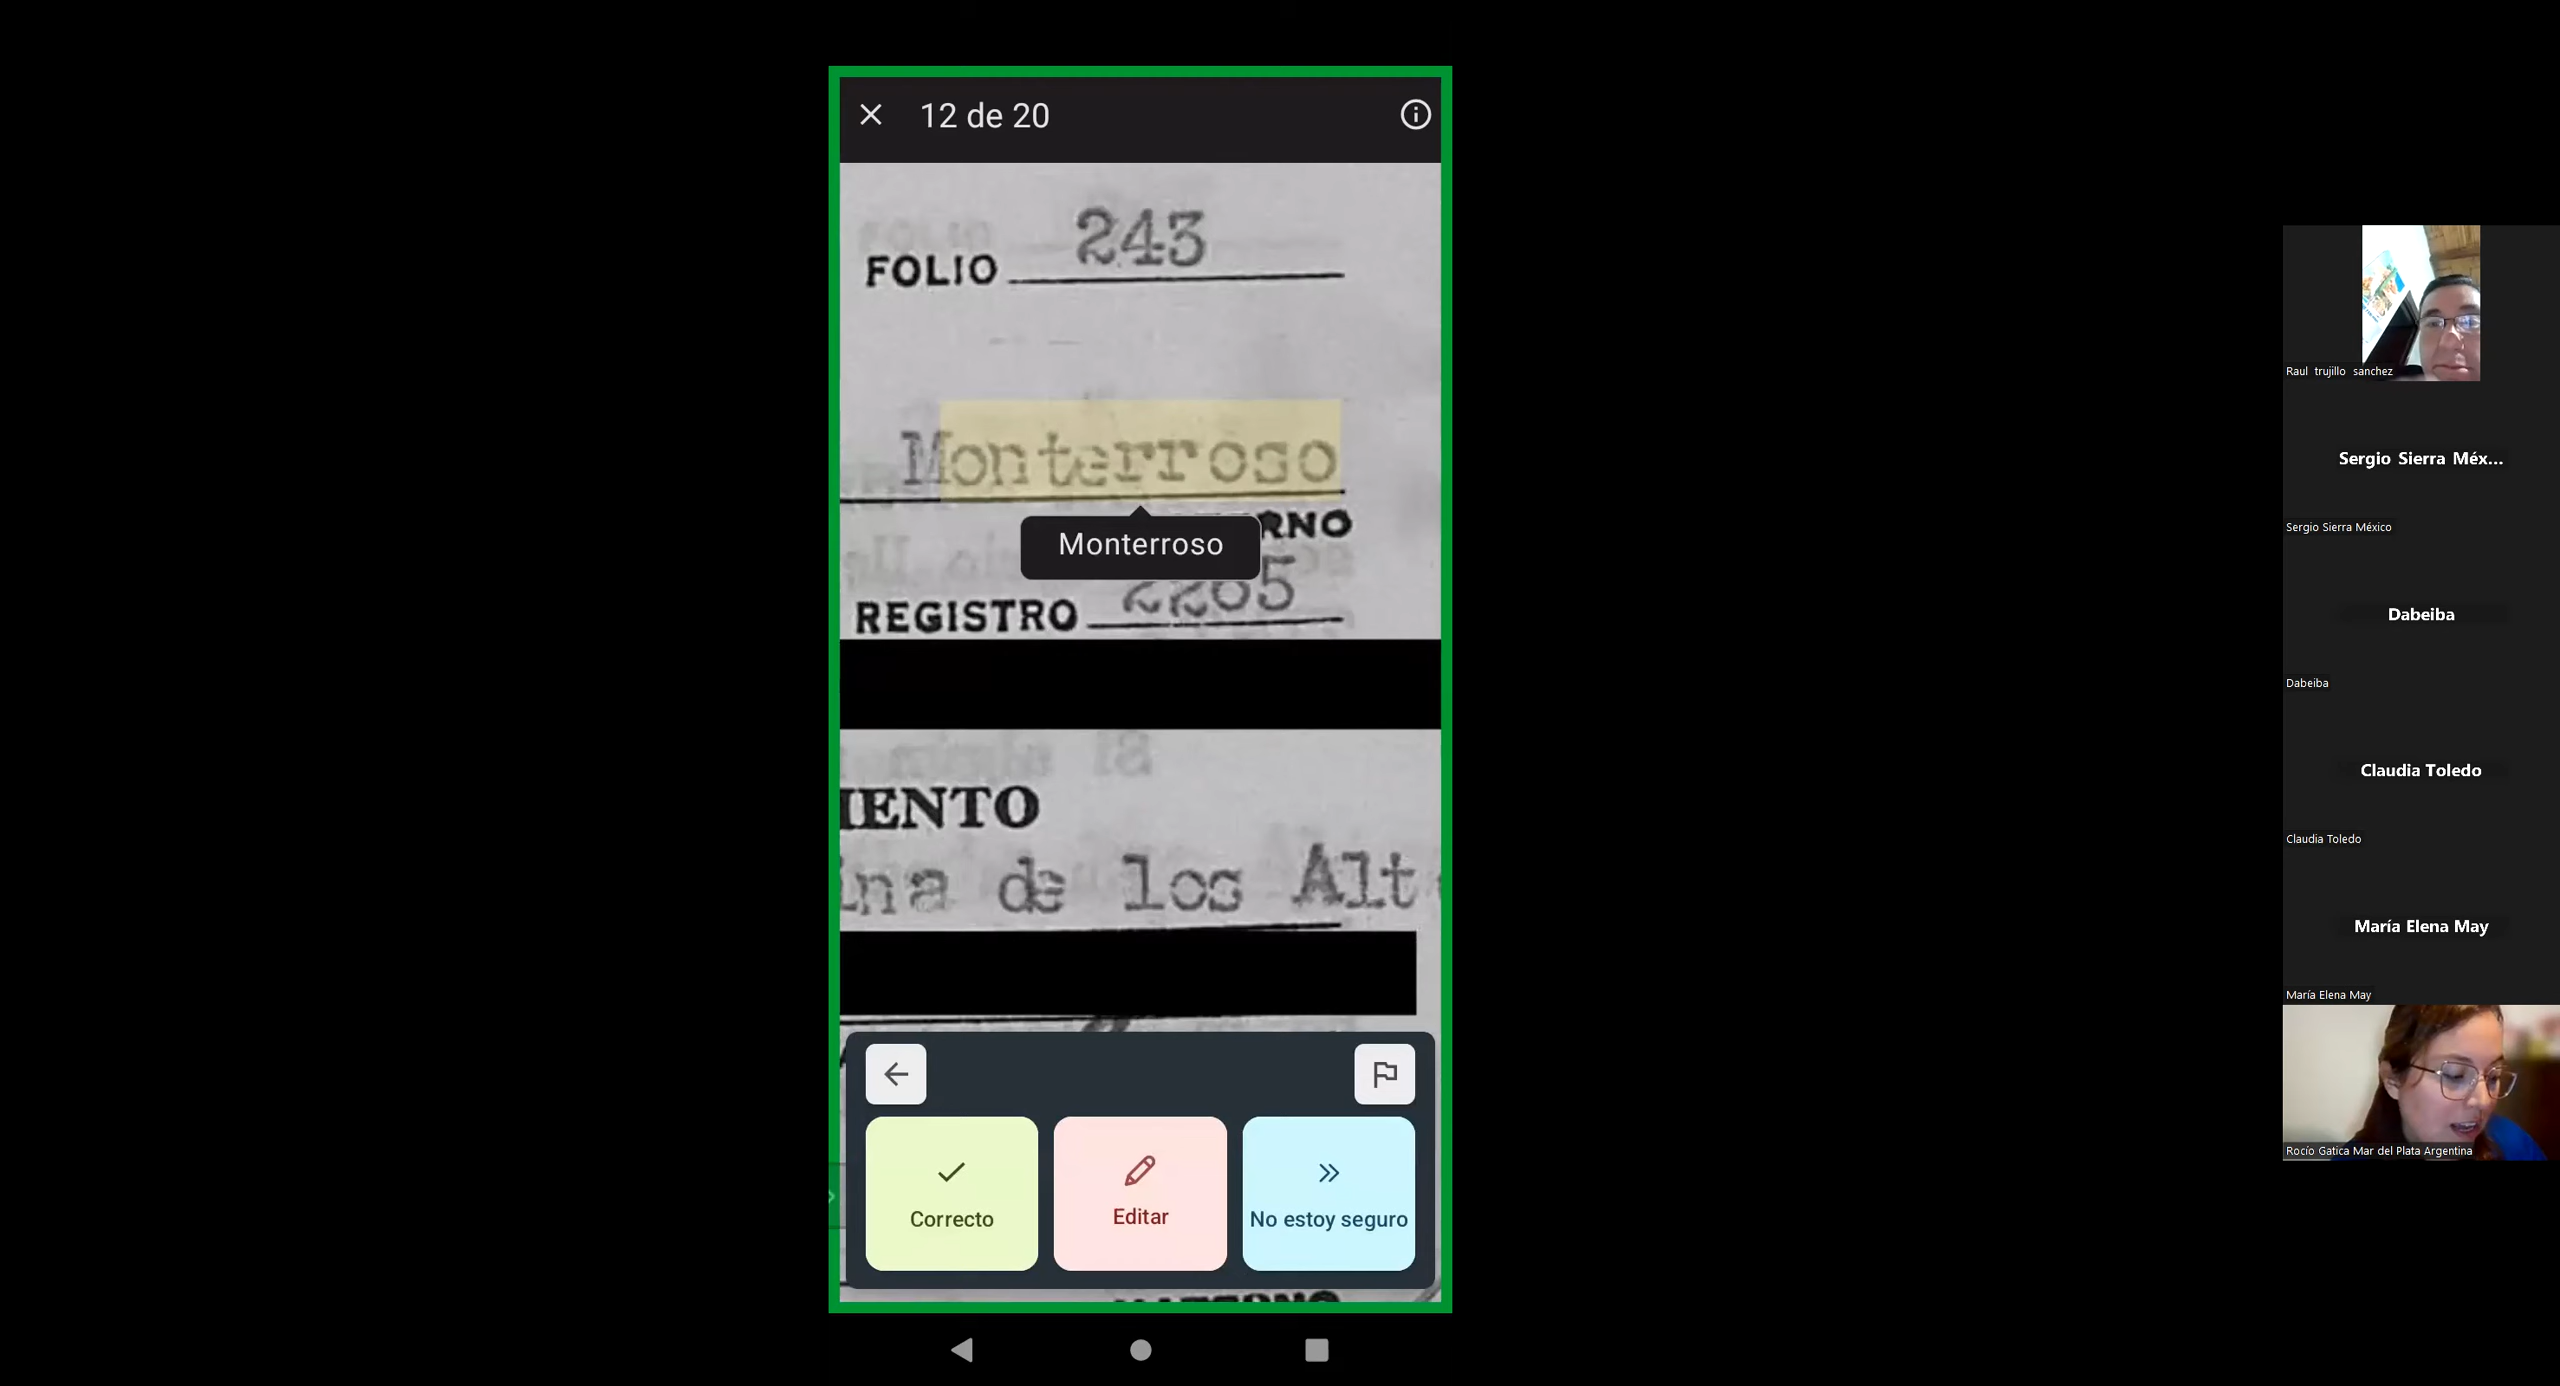 12 de 20
FOLIO 243
Monterroso
Monterroso
RNO
REGISTRO 2205
IENTO
ina de los Alt
Correcto
Editar
No estoy seguro
Raul trujillo sanchez
Sergio Sierra Méx...
Sergio Sierra México
Dabeiba
Dabeiba
Claudia Toledo
Claudia Toledo
María Elena May
María Elena May
Rocío Gatica Mar del Plata Argentina